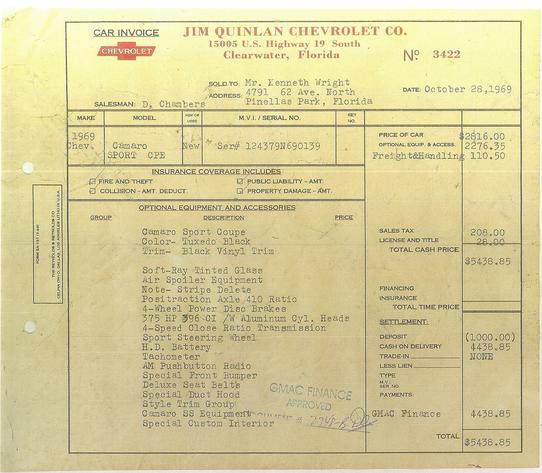 CAR INVOICE
CHEVROLET
JIM QUINLAN CHEVROLET CO.
15005 U.S. Highway 19 South
Clearwater, Florida
No 3422
SOLD TO: Mr. Kenneth Wright
ADDRESS: 4791 62 Ave. North
Pinellas Park, Florida
DATE: October 28,1969
SALESMAN: D. Chambers
MAKE MODEL NEW OR USED M.V.I. / SERIAL NO. KEY NO.
1969
Chev. Camaro New Ser# 124379N690139
SPORT CPE
PRICE OF CAR $2816.00
OPTIONAL EQUIP. & ACCESS. 2276.35
Freight&Handling 110.50
INSURANCE COVERAGE INCLUDES
FIRE AND THEFT PUBLIC LIABILITY - AMT.
COLLISION - AMT. DEDUCT. PROPERTY DAMAGE - AMT.
OPTIONAL EQUIPMENT AND ACCESSORIES
GROUP DESCRIPTION PRICE
Camaro Sport Coupe
Color- Tuxedo Black
Trim- Black Vinyl Trim
Soft-Ray Tinted Glass
Air Spoiler Equipment
Note- Stripe Delete
Positraction Axle 410 Ratio
4-Wheel Power Disc Brakes
375 HP 396 CI /W Aluminum Cyl. Heads
4-Speed Close Ratio Transmission
Sport Steering Wheel
H.D. Battery
Tachometer
AM Pushbutton Radio
Special Front Bumper
Deluxe Seat Belts
Special Duct Hood
Style Trim Group
Camaro SS Equipment
Special Custom Interior
GMAC FINANCE
APPROVED
SALES TAX 208.00
LICENSE AND TITLE 28.00
TOTAL CASH PRICE
$5438.85
FINANCING
INSURANCE
TOTAL TIME PRICE
SETTLEMENT:
DEPOSIT (1000.00)
CASH ON DELIVERY 4438.85
TRADE-IN NONE
LESS LIEN
TYPE
M.V.I. SER. NO.
PAYMENTS:
GMAC Finance 4438.85
TOTAL $5438.85